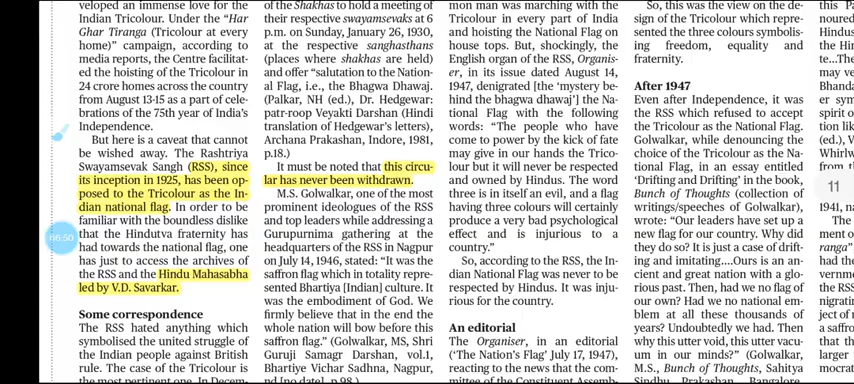 veloped an immense love for the
Indian Tricolour. Under the “Har
Ghar Tiranga (Tricolour at every
home)” campaign, according to
media reports, the Centre facilitat-
ed the hoisting of the Tricolour in
24 crore homes across the country
from August 13-15 as a part of cele-
brations of the 75th year of India’s
Independence.
But here is a caveat that cannot
be wished away. The Rashtriya
Swayamsevak Sangh (RSS), since
its inception in 1925, has been op-
posed to the Tricolour as the In-
dian national flag. In order to be
familiar with the boundless dislike
that the Hindutva fraternity has
had towards the national flag, one
has just to access the archives of
the RSS and the Hindu Mahasabha
led by V.D. Savarkar.
Some correspondence
The RSS hated anything which
symbolised the united struggle of
the Indian people against British
rule. The case of the Tricolour is
the most pertinent one. In Decem-
66:50
of the Shakhas to hold a meeting of
their respective swayamsevaks at 6
p.m. on Sunday, January 26, 1930,
at the respective sanghasthans
(places where shakhas are held)
and offer “salutation to the Nation-
al Flag, i.e., the Bhagwa Dhawaj.
(Palkar, NH (ed.), Dr. Hedgewar:
patr-roop Veyakti Darshan (Hindi
translation of Hedgewar’s letters),
Archana Prakashan, Indore, 1981,
p.18.)
It must be noted that this circu-
lar has never been withdrawn.
M.S. Golwalkar, one of the most
prominent ideologues of the RSS
and top leaders while addressing a
Gurupurnima gathering at the
headquarters of the RSS in Nagpur
on July 14, 1946, stated: “It was the
saffron flag which in totality repre-
sented Bhartiya [Indian] culture. It
was the embodiment of God. We
firmly believe that in the end the
whole nation will bow before this
saffron flag.” (Golwalkar, MS, Shri
Guruji Samagr Darshan, vol.1,
Bhartiye Vichar Sadhna, Nagpur,
nd [no date], p.98.)
mon man was marching with the
Tricolour in every part of India
and hoisting the National Flag on
house tops. But, shockingly, the
English organ of the RSS, Organis-
er, in its issue dated August 14,
1947, denigrated [the ‘mystery be-
hind the bhagwa dhawaj’] the Na-
tional Flag with the following
words: “The people who have
come to power by the kick of fate
may give in our hands the Trico-
lour but it will never be respected
and owned by Hindus. The word
three is in itself an evil, and a flag
having three colours will certainly
produce a very bad psychological
effect and is injurious to a
country.”
So, according to the RSS, the In-
dian National Flag was never to be
respected by Hindus. It was inju-
rious for the country.
An editorial
The Organiser, in an editorial
(‘The Nation’s Flag’ July 17, 1947),
reacting to the news that the com-
mittee of the Constituent Assemb-
So, this was the view on the de-
sign of the Tricolour which repre-
sented the three colours symbolis-
ing freedom, equality and
fraternity.
After 1947
Even after Independence, it was
the RSS which refused to accept
the Tricolour as the National Flag.
Golwalkar, while denouncing the
choice of the Tricolour as the Na-
tional Flag, in an essay entitled
‘Drifting and Drifting’ in the book,
Bunch of Thoughts (collection of
writings/speeches of Golwalkar),
wrote: “Our leaders have set up a
new flag for our country. Why did
they do so? It is just a case of drift-
ing and imitating....Ours is an an-
cient and great nation with a glo-
rious past. Then, had we no flag of
our own? Had we no national em-
blem at all these thousands of
years? Undoubtedly we had. Then
why this utter void, this utter vacu-
um in our minds?” (Golwalkar,
M.S., Bunch of Thoughts, Sahitya
Sindhu Prakashan, Bangalore,
11